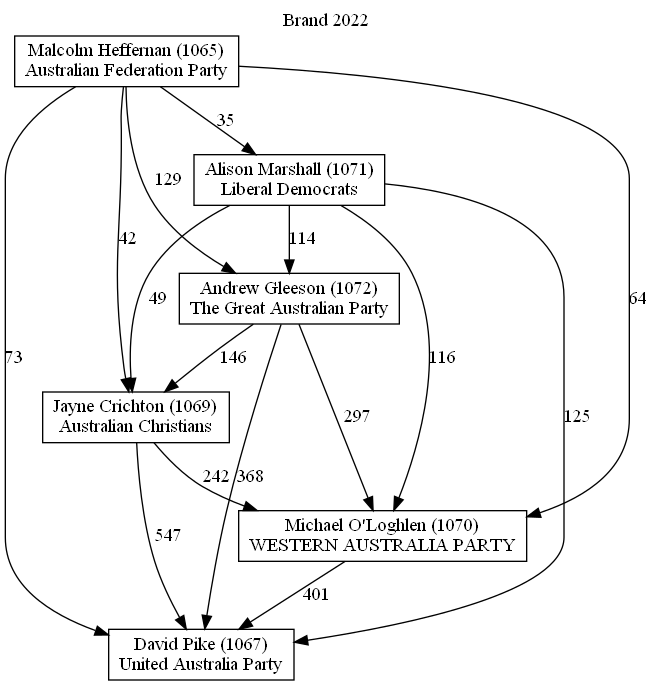 Brand 2022
Malcolm Heffernan (1065)
Australian Federation Party
35
Alison Marshall (1071)
Liberal Democrats
129
42
49
114
64
Andrew Gleeson (1072)
The Great Australian Party
73
146
116
Jayne Crichton (1069)
Australian Christians
297
125
242
368
Michael O'Loghlen (1070)
WESTERN AUSTRALIA PARTY
547
401
David Pike (1067)
United Australia Party